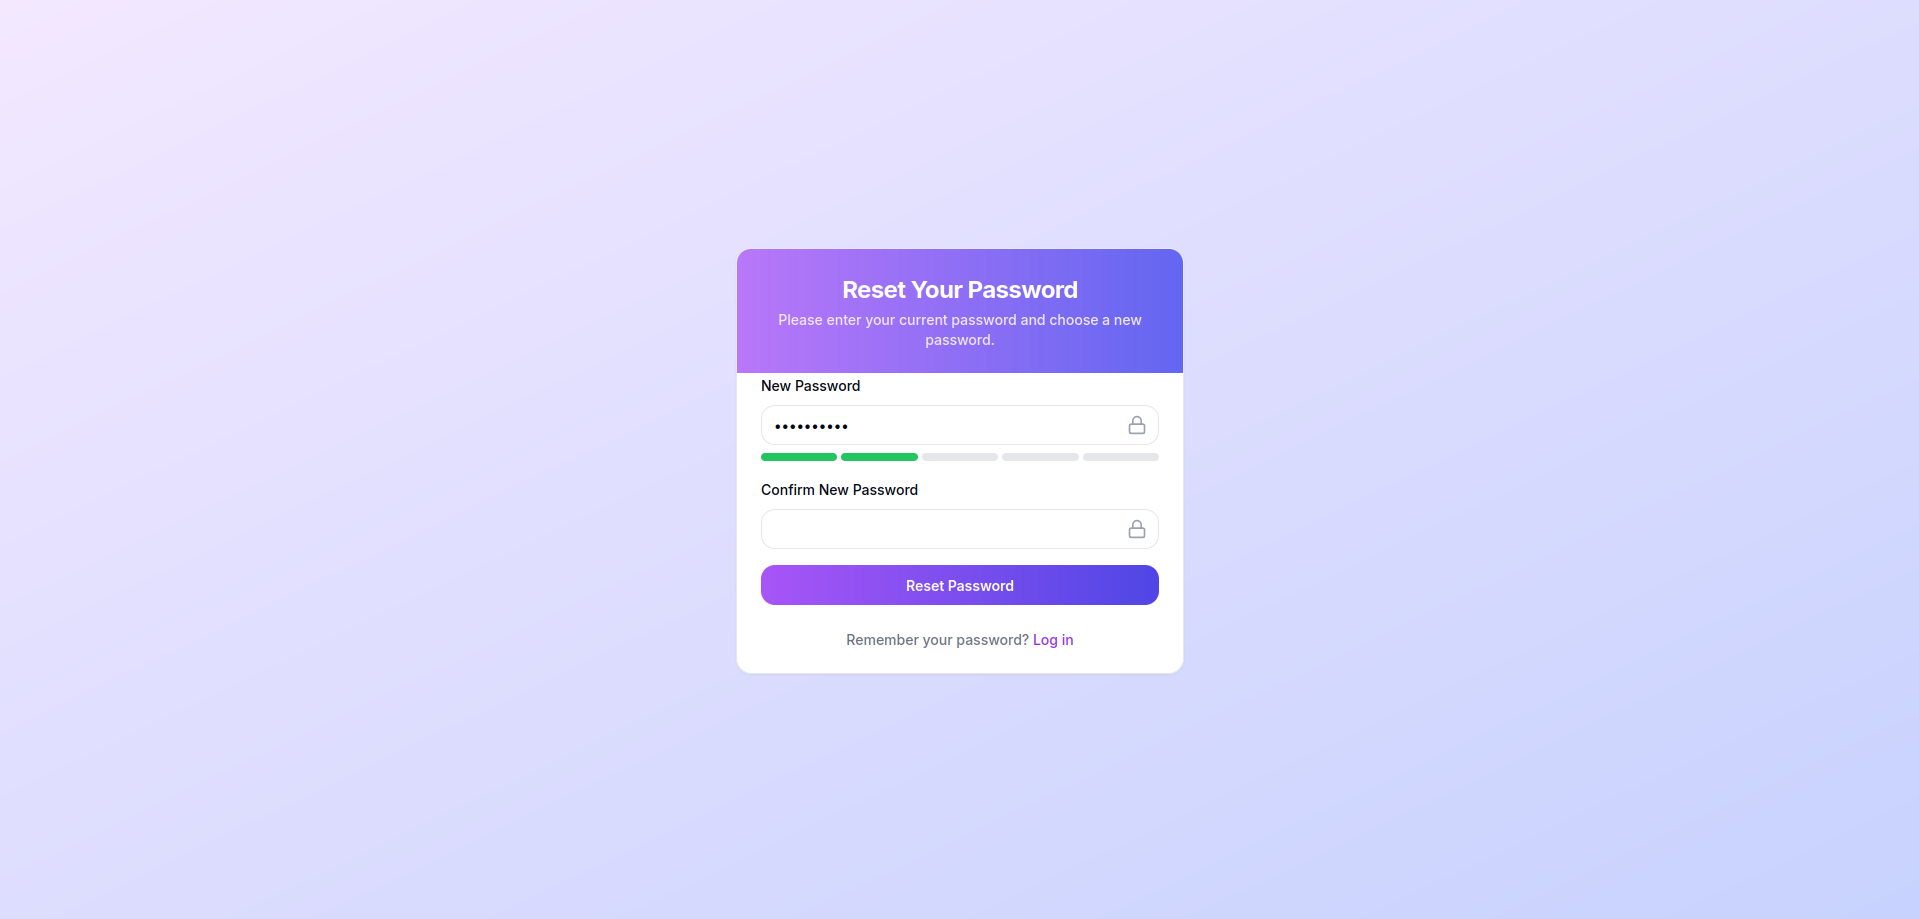 Reset Your Password
Please enter your current password and choose a new
password.
New Password
••••••••••
Confirm New Password
Reset Password
Remember your password? Log in